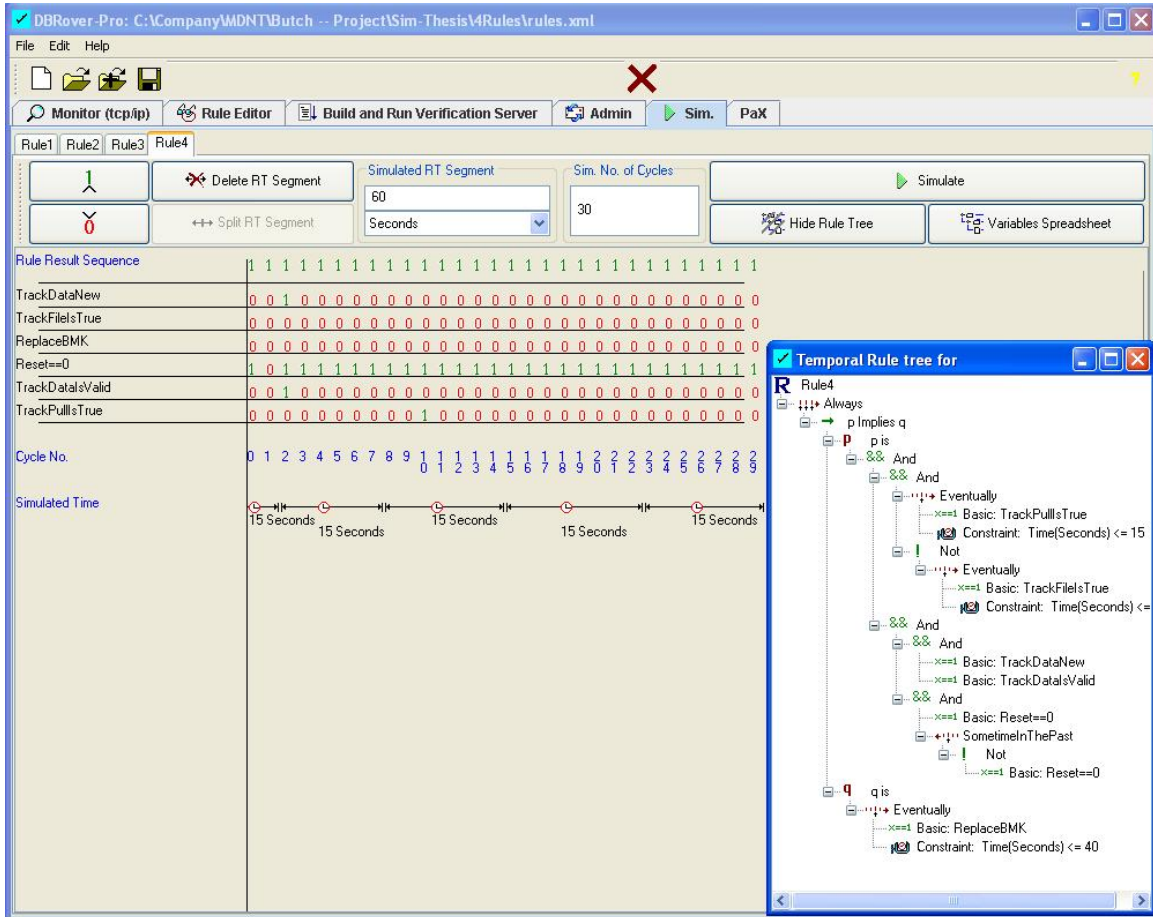 DBRover-Pro: C:\Company\MDNT\Butch -- Project\Sim-Thesis\4Rules\rules.xml
File Edit Help
Monitor (tcp/ip) Rule Editor Build and Run Verification Server Admin Sim. PaX
Rule1 Rule2 Rule3 Rule4
1 Delete RT Segment Simulated RT Segment Sim. No. of Cycles Simulate
60
30
0 Split RT Segment Seconds Hide Rule Tree Variables Spreadsheet
Rule Result Sequence 1 1 1 1 1 1 1 1 1 1 1 1 1 1 1 1 1 1 1 1 1 1 1 1 1 1 1 1 1 1
TrackDataNew 0 0 1 0 0 0 0 0 0 0 0 0 0 0 0 0 0 0 0 0 0 0 0 0 0 0 0 0 0 0
TrackFileIsTrue 0 0 0 0 0 0 0 0 0 0 0 0 0 0 0 0 0 0 0 0 0 0 0 0 0 0 0 0 0 0
ReplaceBMK 0 0 0 0 0 0 0 0 0 0 0 0 0 0 0 0 0 0 0 0 0 0 0 0 0 0 0 0 0 0
Reset==0 1 0 1 1 1 1 1 1 1 1 1 1 1 1 1 1 1 1 1 1 1 1 1 1 1 1 1 1 1 1
TrackDataIsValid 0 0 1 0 0 0 0 0 0 0 0 0 0 0 0 0 0 0 0 0 0 0 0 0 0 0 0 0 0 0
TrackPullIsTrue 0 0 0 0 0 0 0 0 0 0 1 0 0 0 0 0 0 0 0 0 0 0 0 0 0 0 0 0 0 0
Cycle No. 0 1 2 3 4 5 6 7 8 9 10 11 12 13 14 15 16 17 18 19 20 21 22 23 24 25 26 27 28 29
Simulated Time
15 Seconds 15 Seconds 15 Seconds
15 Seconds 15 Seconds
Temporal Rule tree for
R Rule4
Always
p Implies q
p p is
&& And
&& And
Eventually
x==1 Basic: TrackPullIsTrue
Constraint: Time(Seconds) <= 15
! Not
Eventually
x==1 Basic: TrackFileIsTrue
Constraint: Time(Seconds) <=
&& And
&& And
x==1 Basic: TrackDataNew
x==1 Basic: TrackDataIsValid
&& And
x==1 Basic: Reset==0
SometimeInThePast
! Not
x==1 Basic: Reset==0
q q is
Eventually
x==1 Basic: ReplaceBMK
Constraint: Time(Seconds) <= 40